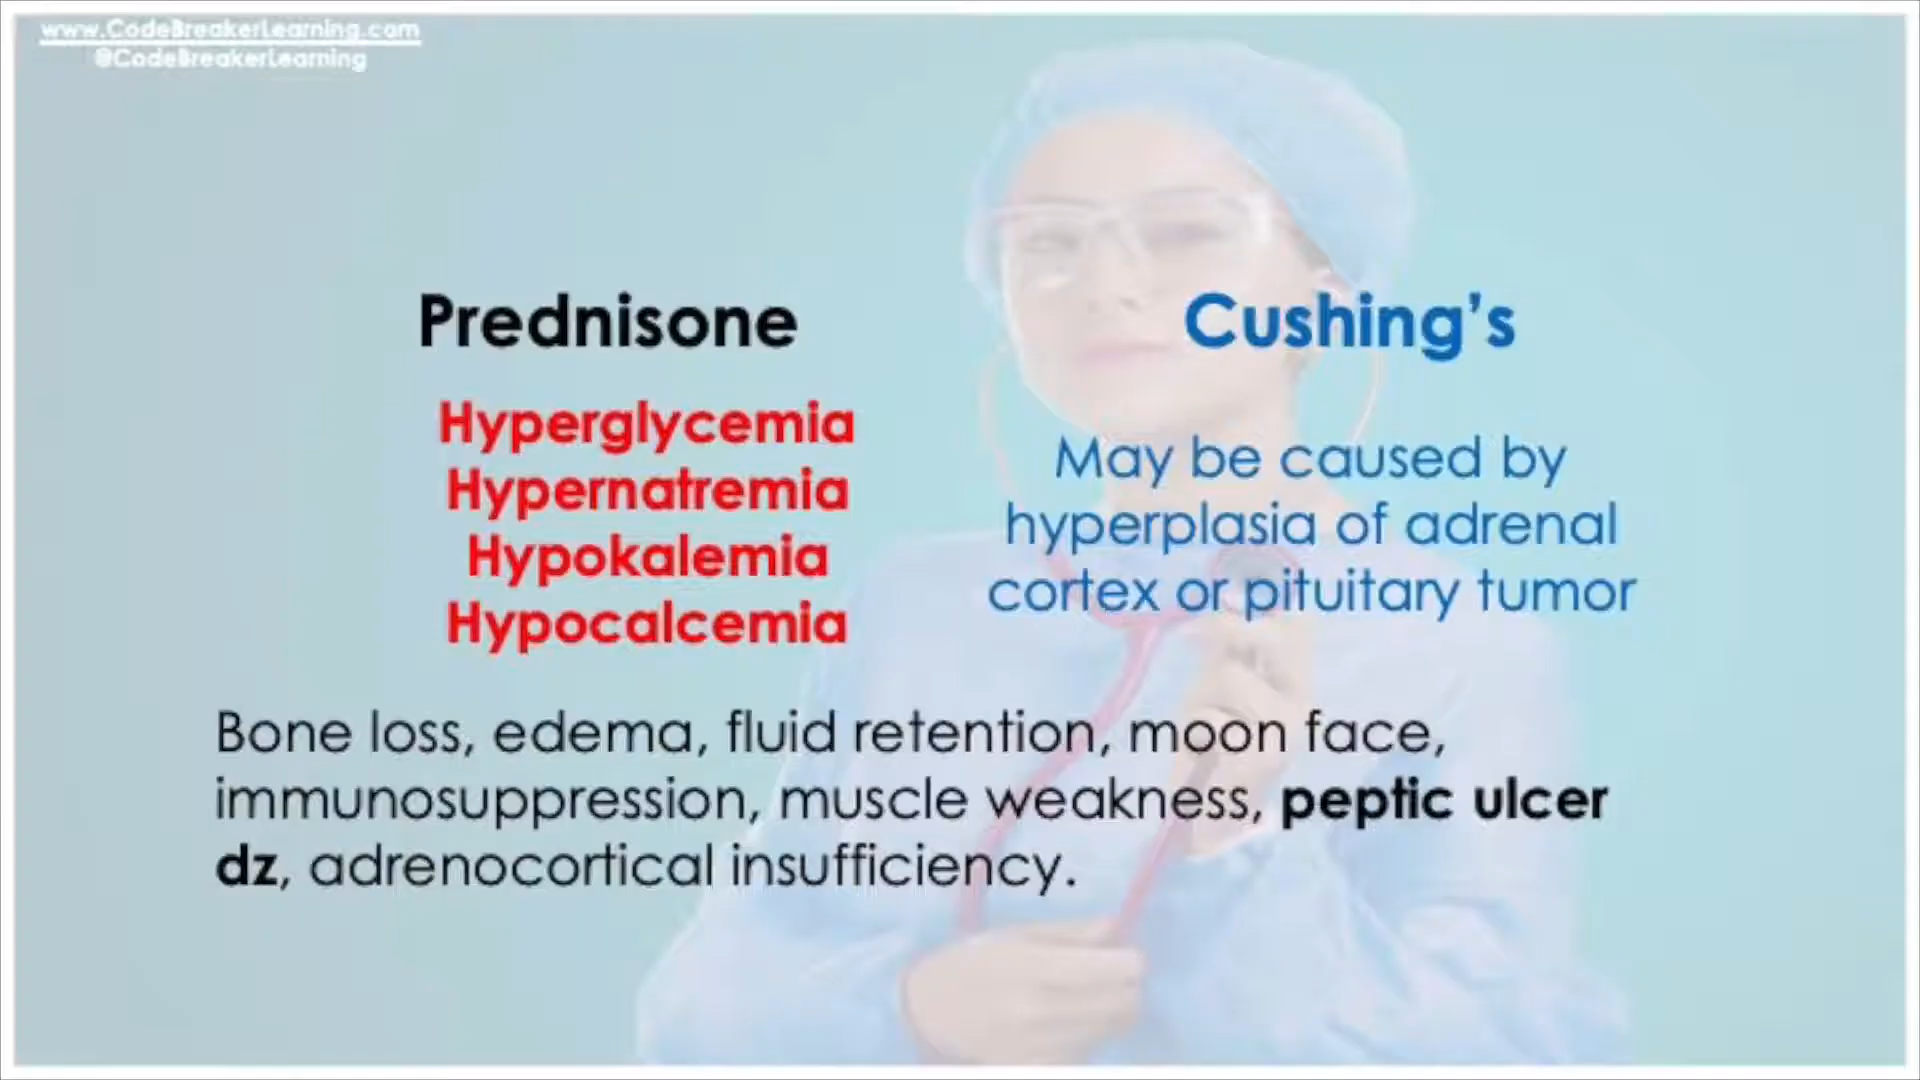 www.CodeBreakerLearning.com
@CodeBreakerLearning
Prednisone
Hyperglycemia
Hypernatremia
Hypokalemia
Hypocalcemia
Cushing's
May be caused by
hyperplasia of adrenal
cortex or pituitary tumor
Bone loss, edema, fluid retention, moon face,
immunosuppression, muscle weakness, peptic ulcer
dz, adrenocortical insufficiency.